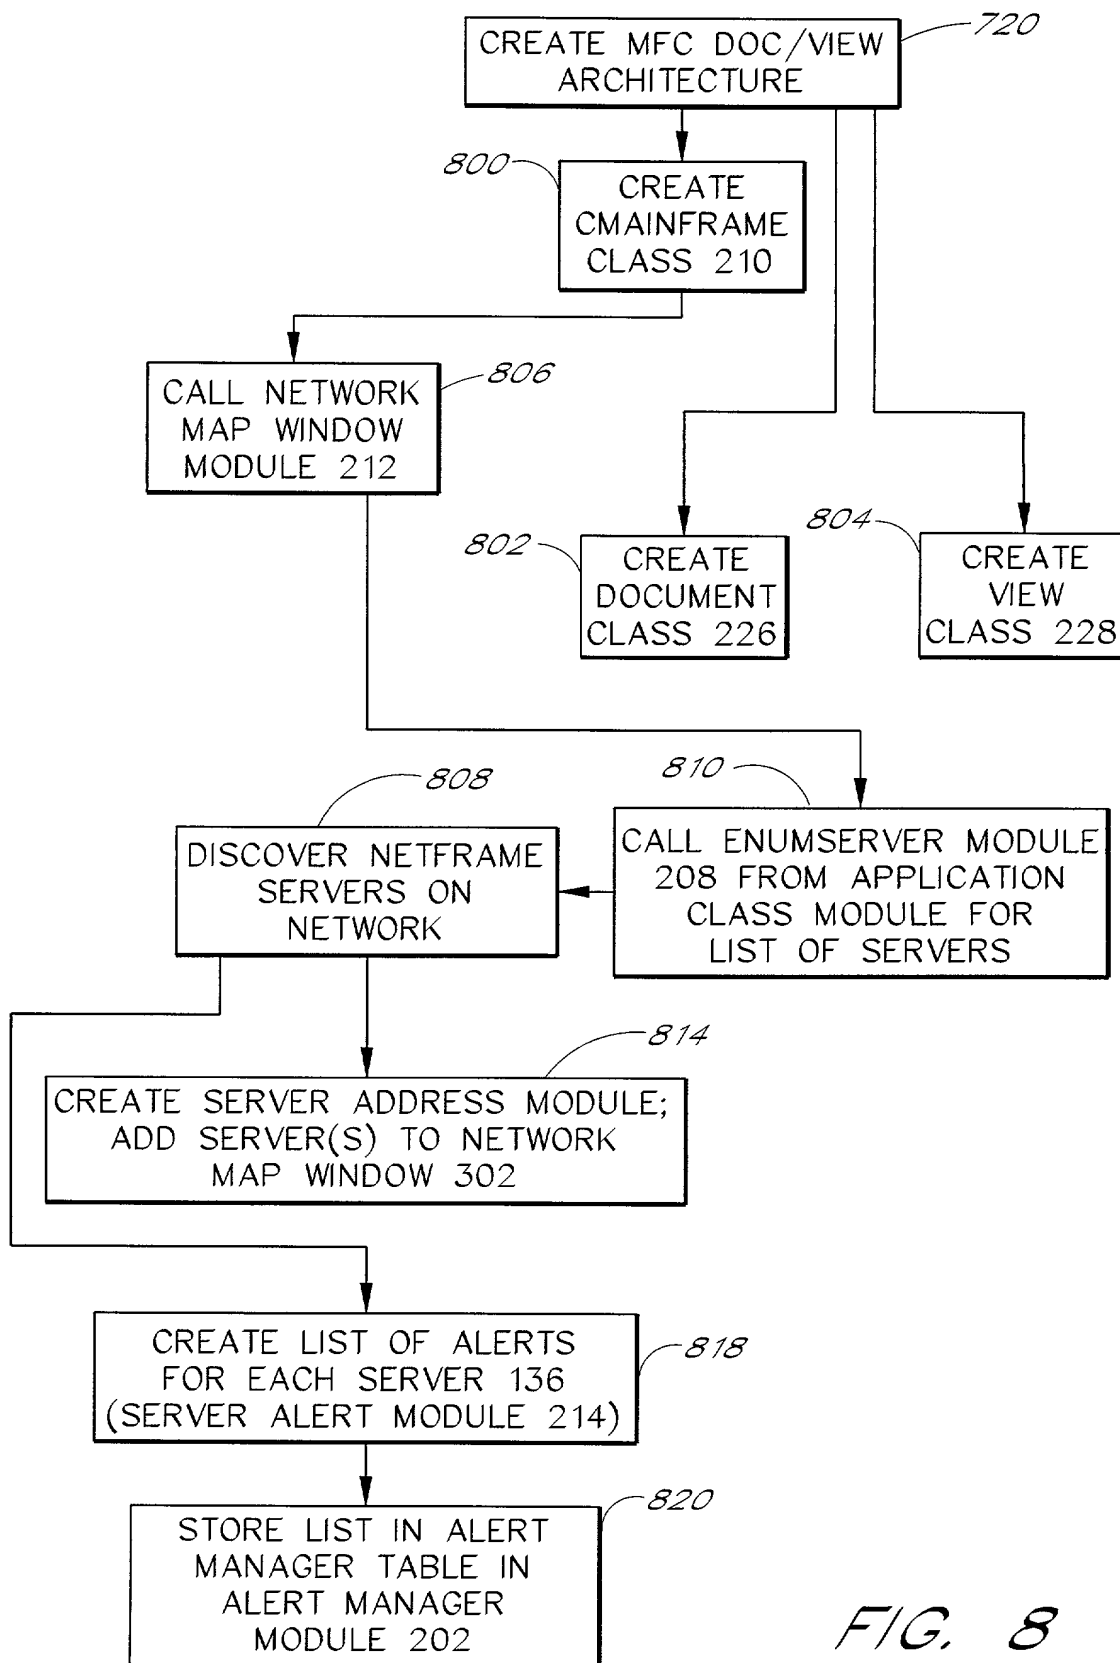 720
CREATE MFC DOC/VIEW
ARCHITECTURE
800
CREATE
CMAINFRAME
CLASS 210
806
CALL NETWORK
MAP WINDOW
MODULE 212
802
CREATE
DOCUMENT
CLASS 226
804
CREATE
VIEW
CLASS 228
810
CALL ENUMSERVER MODULE
208 FROM APPLICATION
CLASS MODULE FOR
LIST OF SERVERS
808
DISCOVER NETFRAME
SERVERS ON
NETWORK
814
CREATE SERVER ADDRESS MODULE;
ADD SERVER(S) TO NETWORK
MAP WINDOW 302
818
CREATE LIST OF ALERTS
FOR EACH SERVER 136
(SERVER ALERT MODULE 214)
820
STORE LIST IN ALERT
MANAGER TABLE IN
ALERT MANAGER
MODULE 202
FIG. 8